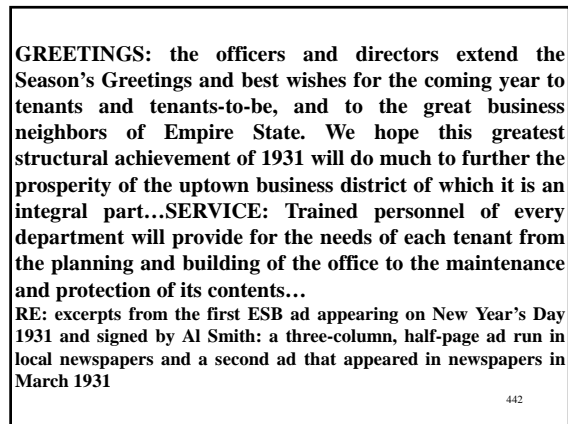 GREETINGS: the officers and directors extend the
Season’s Greetings and best wishes for the coming year to
tenants and tenants-to-be, and to the great business
neighbors of Empire State. We hope this greatest
structural achievement of 1931 will do much to further the
prosperity of the uptown business district of which it is an
integral part…SERVICE: Trained personnel of every
department will provide for the needs of each tenant from
the planning and building of the office to the maintenance
and protection of its contents…
RE: excerpts from the first ESB ad appearing on New Year’s Day
1931 and signed by Al Smith: a three-column, half-page ad run in
local newspapers and a second ad that appeared in newspapers in
March 1931
442